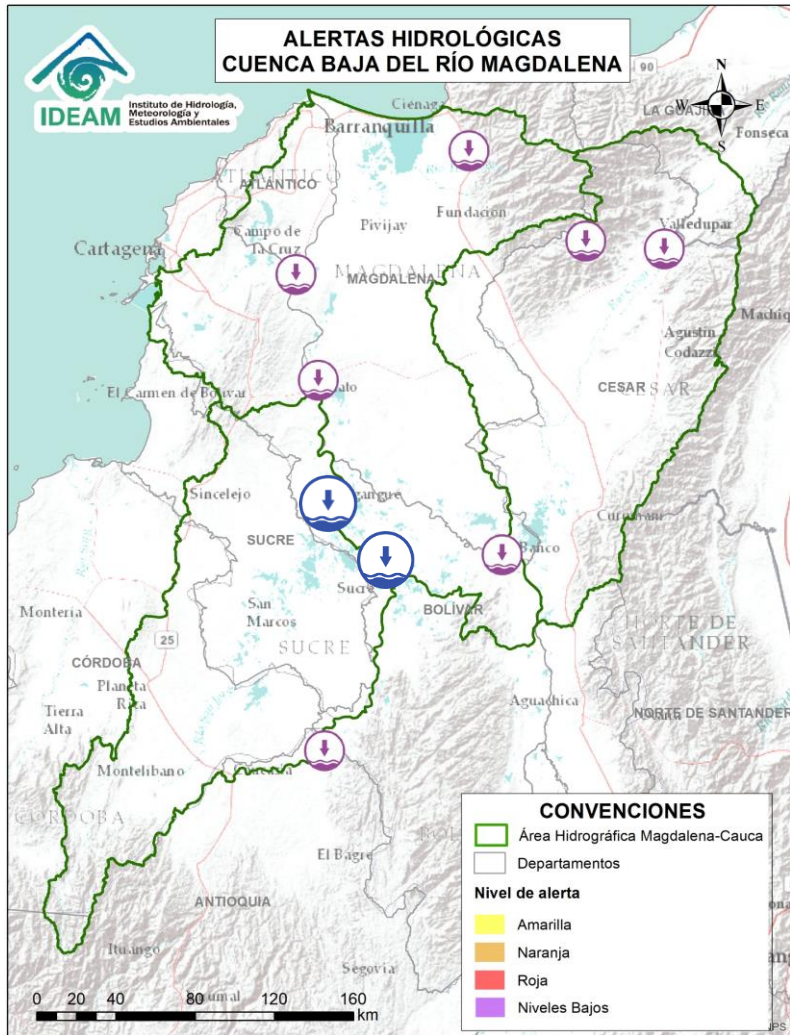 ALERTAS HIDROLÓGICAS
CUENCA BAJA DEL RÍO MAGDALENA
IDEAM
Instituto de Hidrología,
Meteorología y
Estudios Ambientales
N
W
E
S
90
LA GUAJIRA
Ciénaga
Barranquilla
Fonseca
ATLÁNTICO
ATLÁNTICO
Fundación
Pivijay
Valledupar
Campo de
la Cruz
Cartagena
MAGDALENA
MAGDALENA
Agustín
Codazzi
El Carmen de Bolívar
CESAR
CESAR
Sincelejo
Curumaní
Banco
SUCRE
Sucre
BOLÍVAR
San
Marcos
Montería
NORTE DE
SANTANDER
25
SUCRE
CÓRDOBA
Planeta
Rica
Aguachica
Tierra
Alta
NORTE DE SANTANDER
Montelíbano
CÓRDOBA
El Bagre
ANTIOQUIA
Ituango
Segovia
0 20 40 80 120 160
km
CONVENCIONES
Área Hidrográfica Magdalena-Cauca
Departamentos
Nivel de alerta
Amarilla
Naranja
Roja
Niveles Bajos